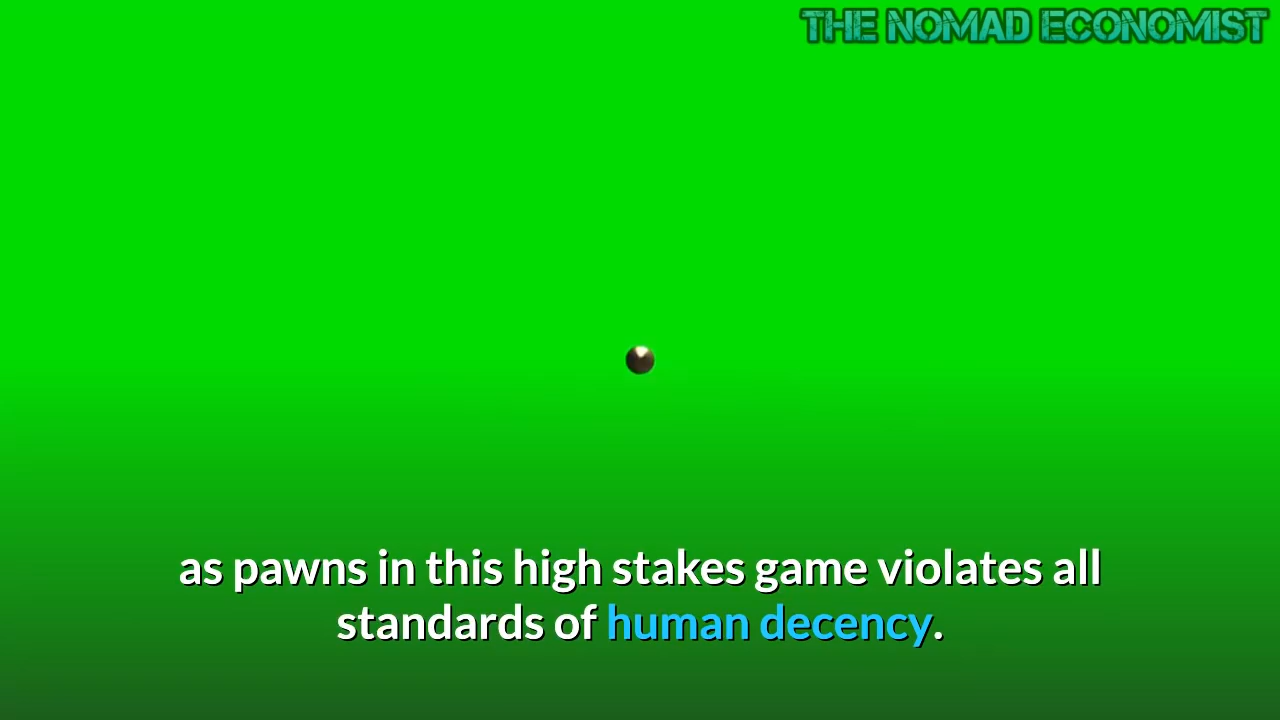 THE NOMAD ECONOMIST
as pawns in this high stakes game violates all
standards of human decency.